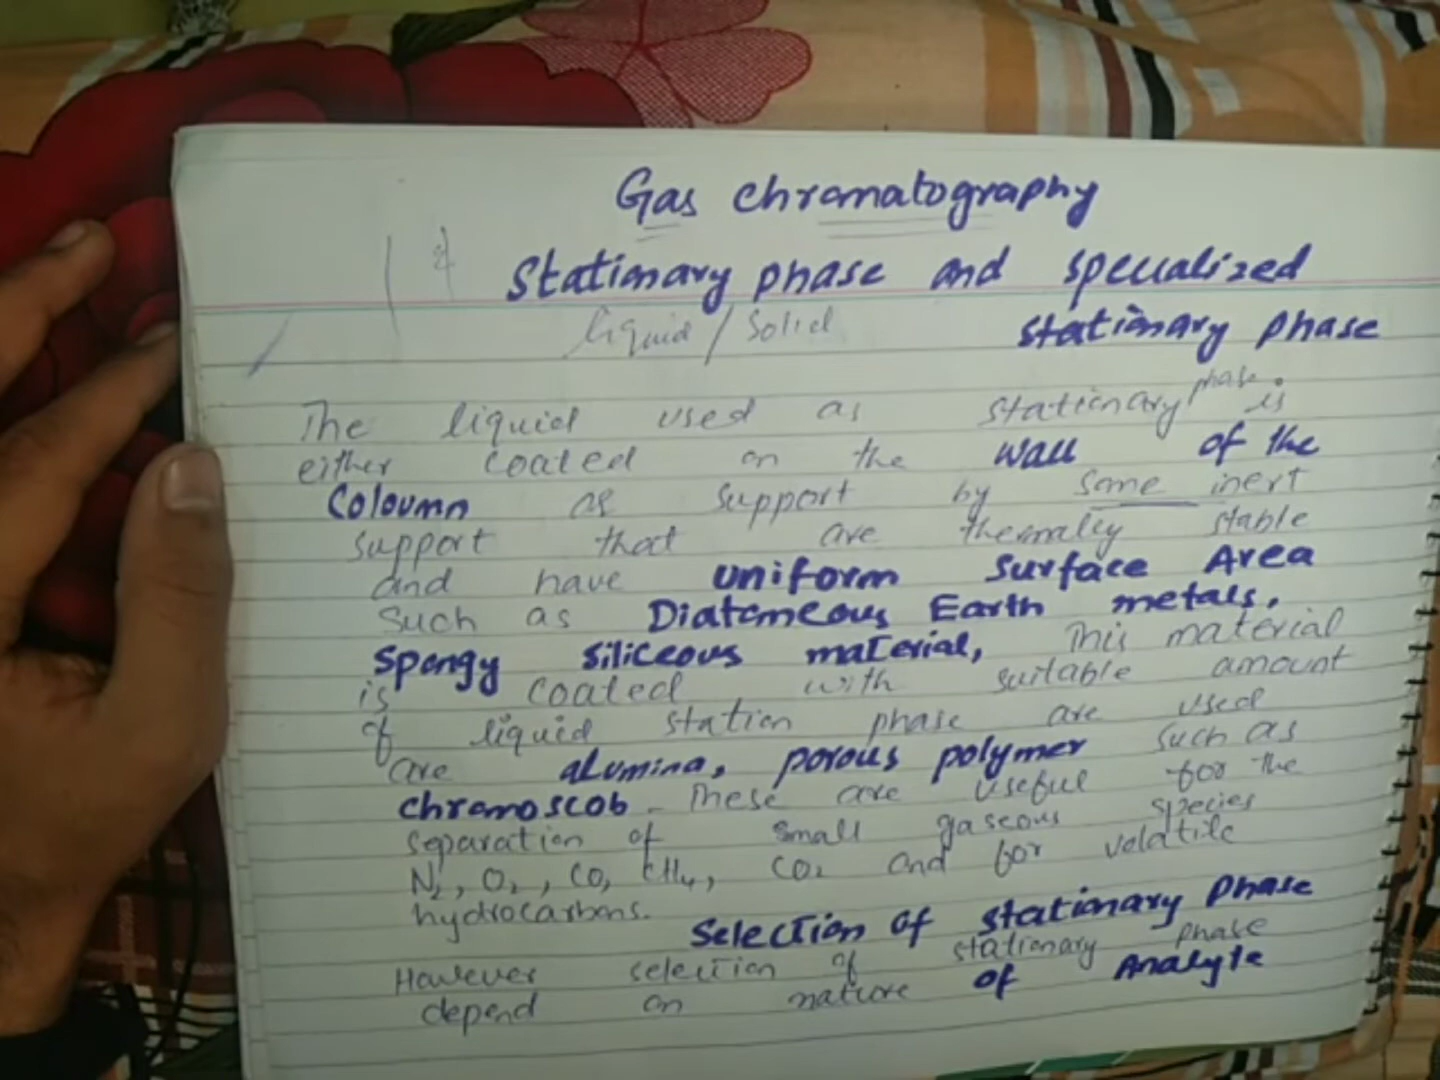 Gas chromatography
Stationary phase and specialized
stationary phase
liquid / Solid
The liquid used as stationary phase. is
either coated on the wall of the
Coloumn as support by some inert
support that are thermally stable
and have uniform Surface Area
Such as Diatomeous Earth metals,
Spongy Siliceous material, This material
is coated with suitable amount
of liquid station phase are used
are alumina, porous polymer such as
chromoscob. These are useful for the
separation of small gaseous species
N2, O2, CO, CH4, CO2 and for volatile
hydrocarbons.
Selection of stationary Phase
However selection of stationary phase
depend on nature of Analyte